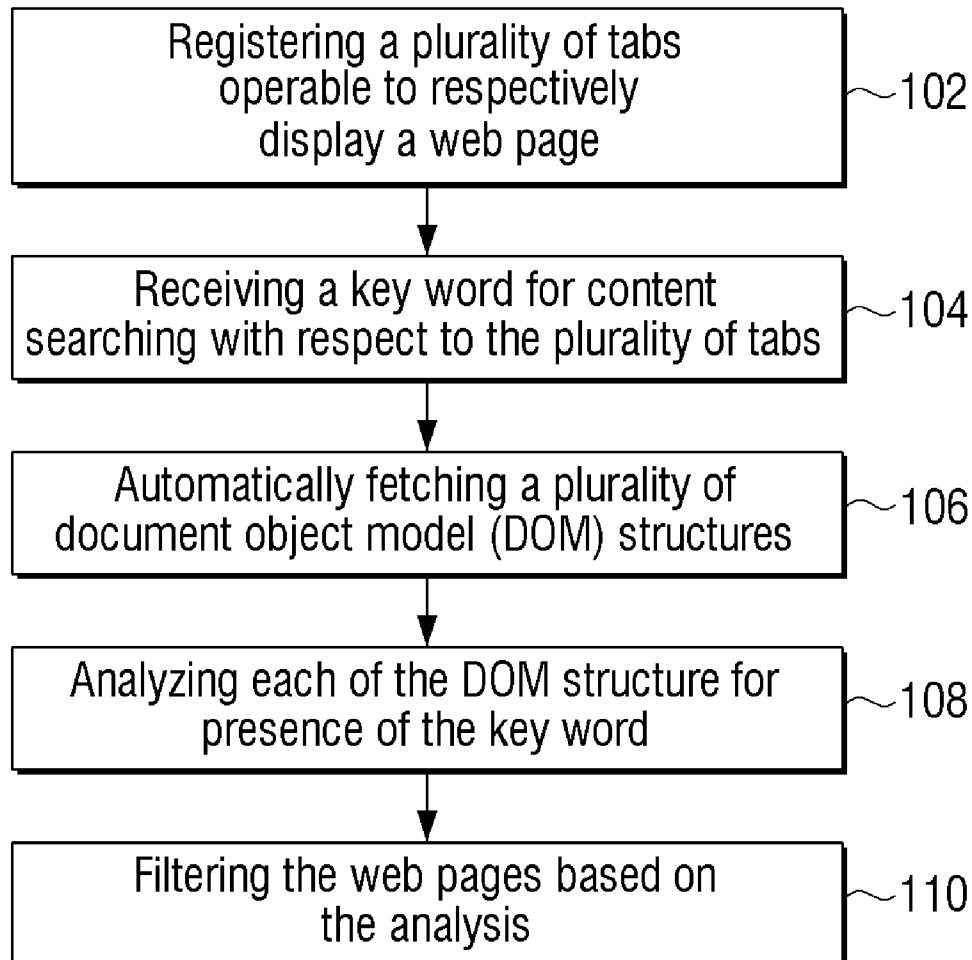 Registering a plurality of tabs
operable to respectively
display a web page
102
Receiving a key word for content
searching with respect to the plurality of tabs
104
Automatically fetching a plurality of
document object model (DOM) structures
106
Analyzing each of the DOM structure for
presence of the key word
108
Filtering the web pages based on
the analysis
110